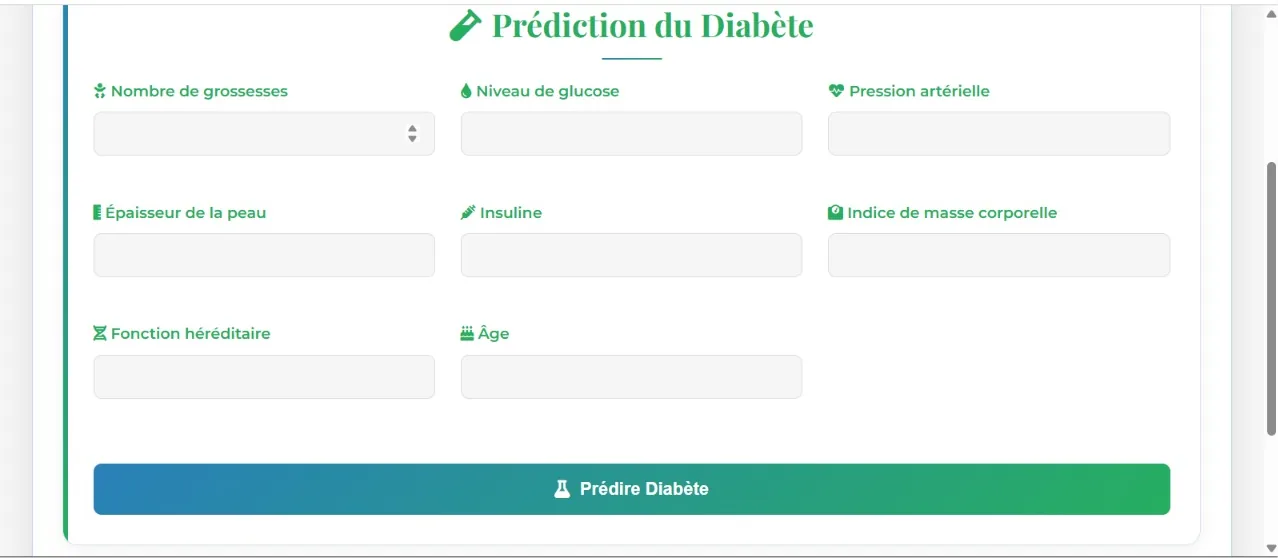 Prédiction du Diabète
Nombre de grossesses
Niveau de glucose
Pression artérielle
Épaisseur de la peau
Insuline
Indice de masse corporelle
Fonction héréditaire
Âge
Prédire Diabète